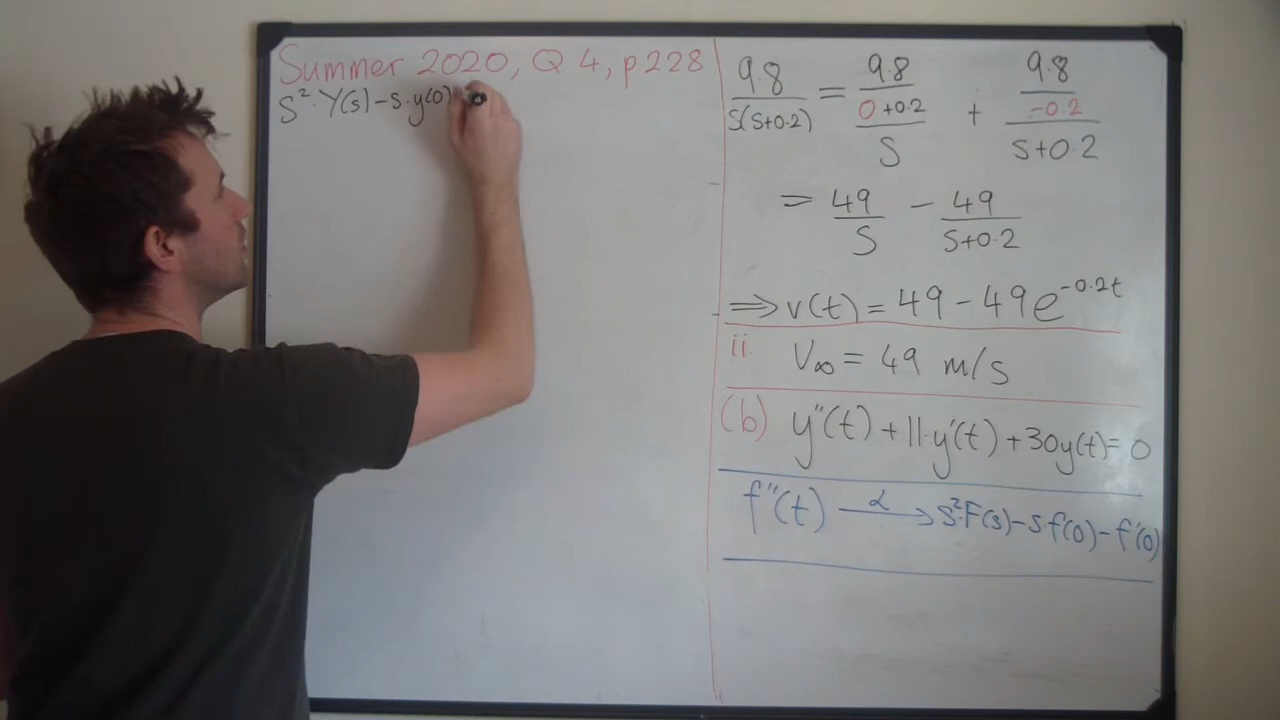 Summer 2020, Q 4, p.228
S²·Y(s)-s·y(0)
9.8 / s(s+0.2) = 9.8 / 0+0.2 / s + 9.8 / -0.2 / s+0.2
= 49 / s - 49 / s+0.2
⇒ v(t) = 49 - 49e^-0.2t
ii. V∞ = 49 m/s
(b) y''(t) + 11·y'(t) + 30y(t) = 0
f''(t) —ℒ→ s²·F(s)-s·f(0)-f'(0)